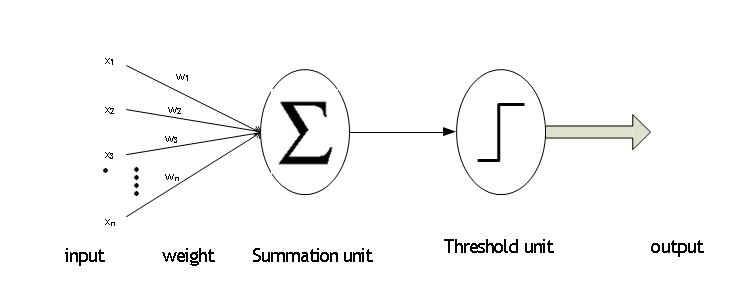 x₁
w₁
x₂
w₂
w₃
x₃
wₙ
xₙ
Σ
input weight Summation unit Threshold unit output